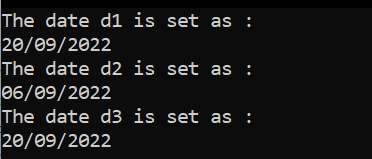 The date d1 is set as :
20/09/2022
The date d2 is set as :
06/09/2022
The date d3 is set as :
20/09/2022